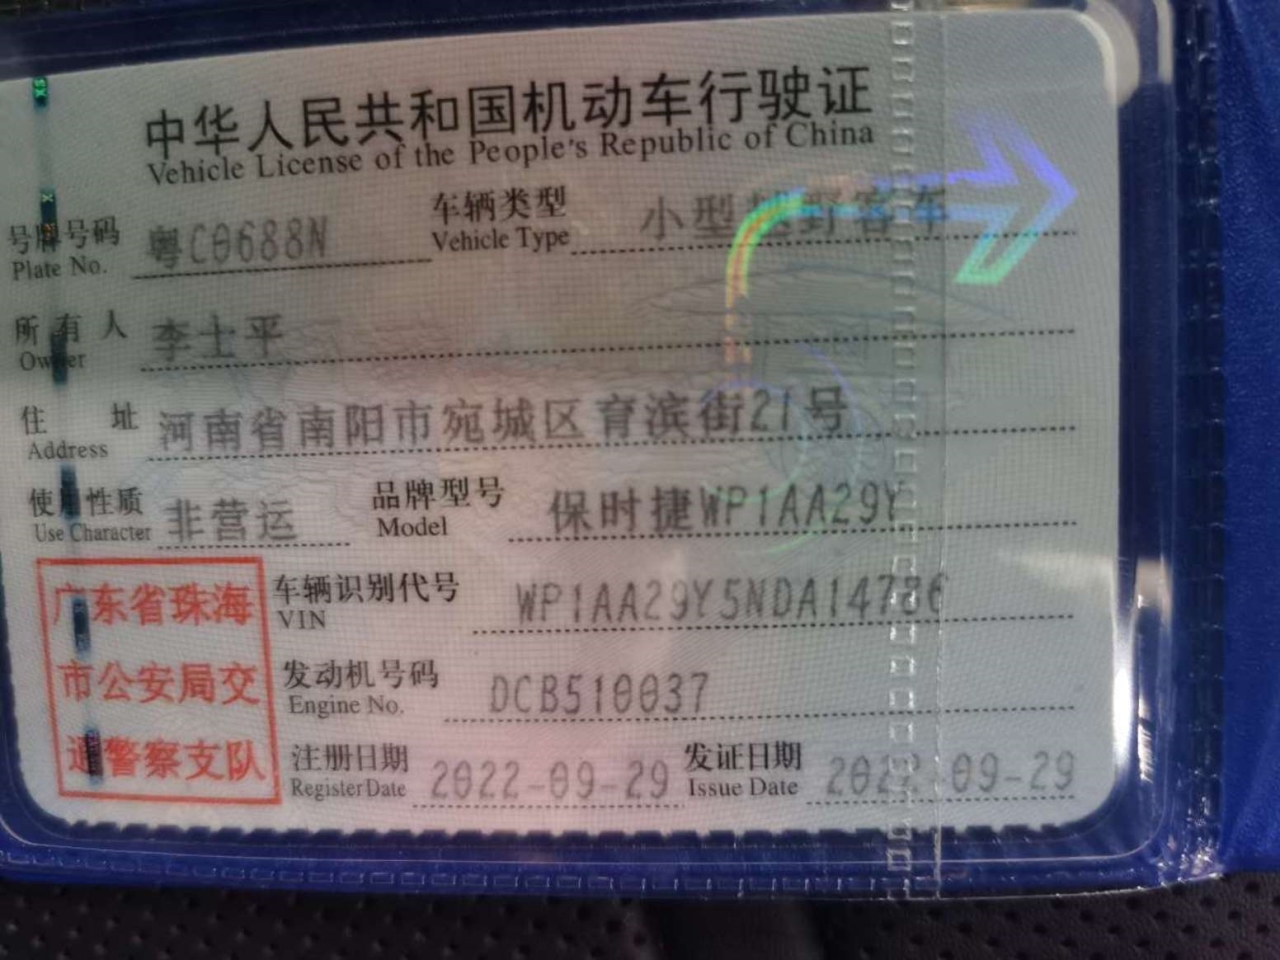 中华人民共和国机动车行驶证
Vehicle License of the People's Republic of China
号牌号码 粤C0688N 车辆类型 小型越野客车
Plate No. Vehicle Type
所有人 李士平
Owner
住址 河南省南阳市宛城区育滨街21号
Address
使用性质 非营运 品牌型号 保时捷WP1AA29Y
Use Character Model
广东省珠海
市公安局交
通警察支队
车辆识别代号 WP1AA29Y5NDA14786
VIN
发动机号码 DCB510037
Engine No.
注册日期 2022-09-29 发证日期 2022-09-29
Register Date Issue Date